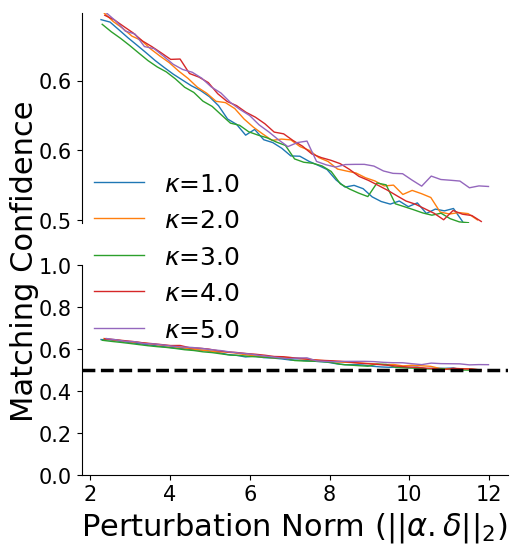 Matching Confidence
0.6
0.6
0.5
κ=1.0
κ=2.0
κ=3.0
κ=4.0
κ=5.0
1.0
0.8
0.6
0.4
0.2
0.0
2 4 6 8 10 12
Perturbation Norm (||α.δ||₂)